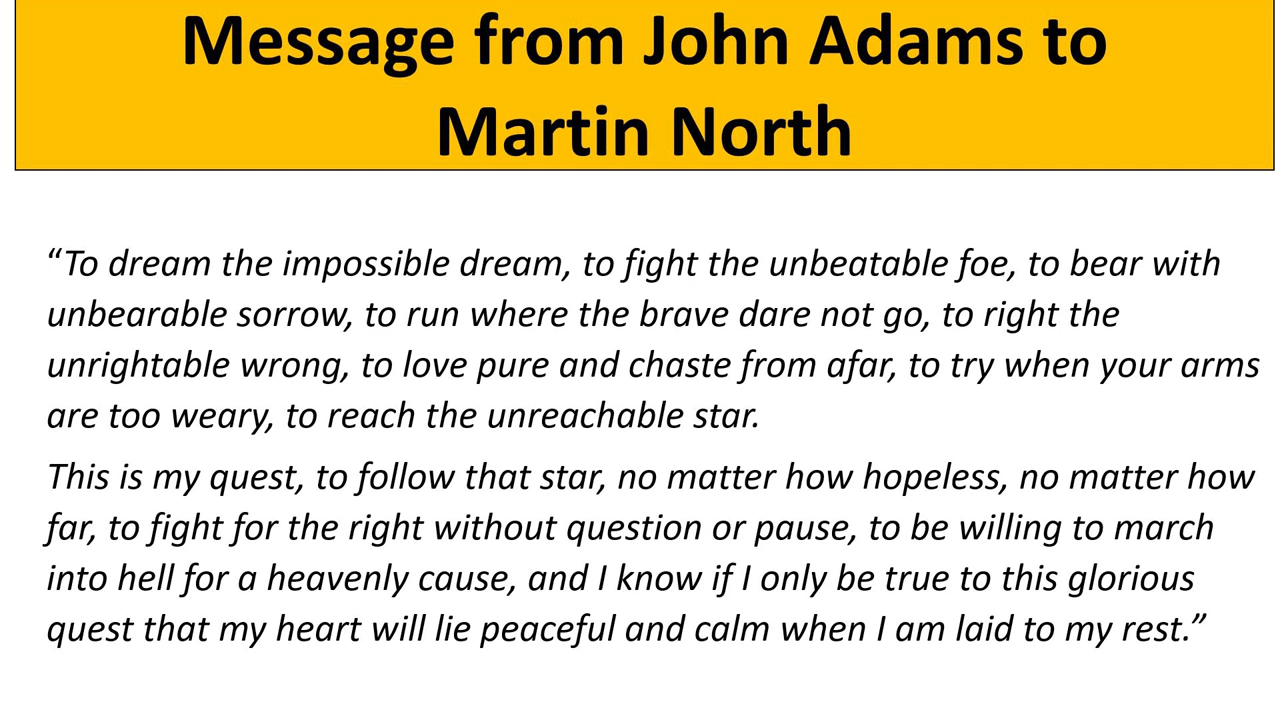 Message from John Adams to
Martin North
“To dream the impossible dream, to fight the unbeatable foe, to bear with
unbearable sorrow, to run where the brave dare not go, to right the
unrightable wrong, to love pure and chaste from afar, to try when your arms
are too weary, to reach the unreachable star.
This is my quest, to follow that star, no matter how hopeless, no matter how
far, to fight for the right without question or pause, to be willing to march
into hell for a heavenly cause, and I know if I only be true to this glorious
quest that my heart will lie peaceful and calm when I am laid to my rest.”